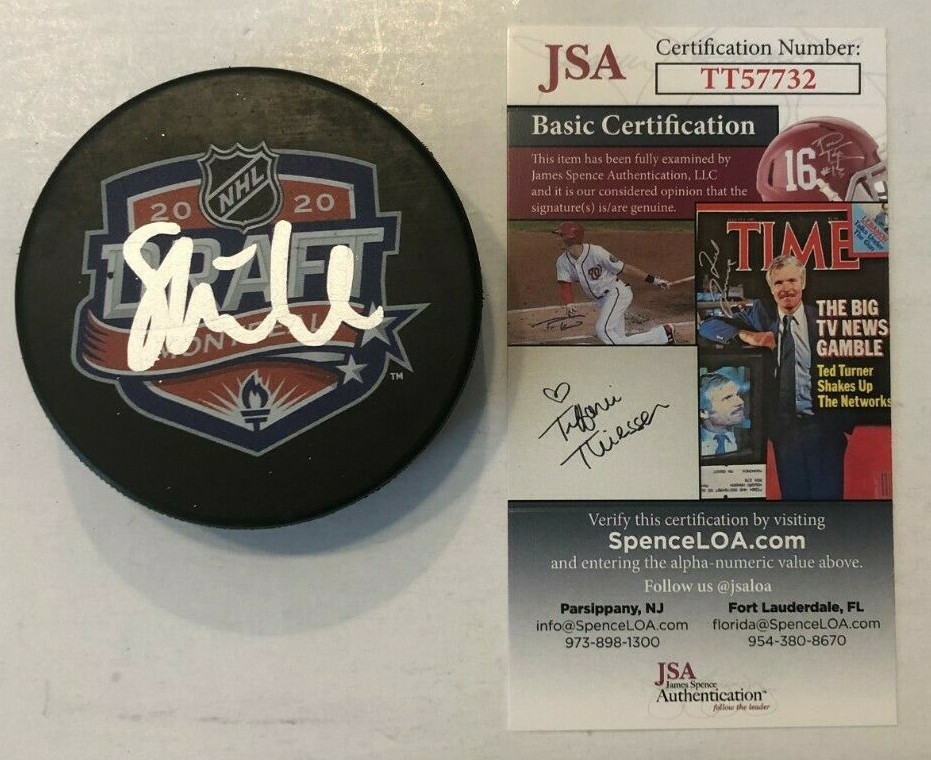 NHL
20 20
DRAFT
MONTREAL
TM
JSA
Certification Number:
TT57732
Basic Certification
This item has been fully examined by
James Spence Authentication, LLC
and it is our considered opinion that the
signature(s) is/are genuine.
16
TIME
THE BIG
TV NEWS
GAMBLE
Ted Turner
Shakes Up
The Networks
Tiffani
Thiessen
Verify this certification by visiting
SpenceLOA.com
and entering the alpha-numeric value above.
Follow us @jsaloa
Parsippany, NJ
info@SpenceLOA.com
973-898-1300
Fort Lauderdale, FL
florida@SpenceLOA.com
954-380-8670
JSA
James Spence
Authentication
follow the leader